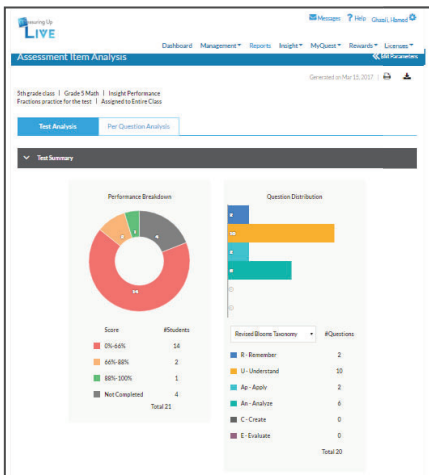 Messages ? Help Ghazali, Hamed
LIVE
Dashboard Management Reports Insight MyQuest Rewards Licenses
Assessment Item Analysis
Edit Parameters
Generated on Mar 15, 2017
5th grade class | Grade 5 Math | Insight Performance
Fractions practice for the test | Assigned to Entire Class
Test Analysis Per Question Analysis
Test Summary
Performance Breakdown
Score #Students
0%-66% 14
66%-88% 2
88%-100% 1
Not Completed 4
Total 21
Question Distribution
Revised Blooms Taxonomy #Questions
R - Remember 2
U - Understand 10
Ap - Apply 2
An - Analyze 6
C - Create 0
E - Evaluate 0
Total 20